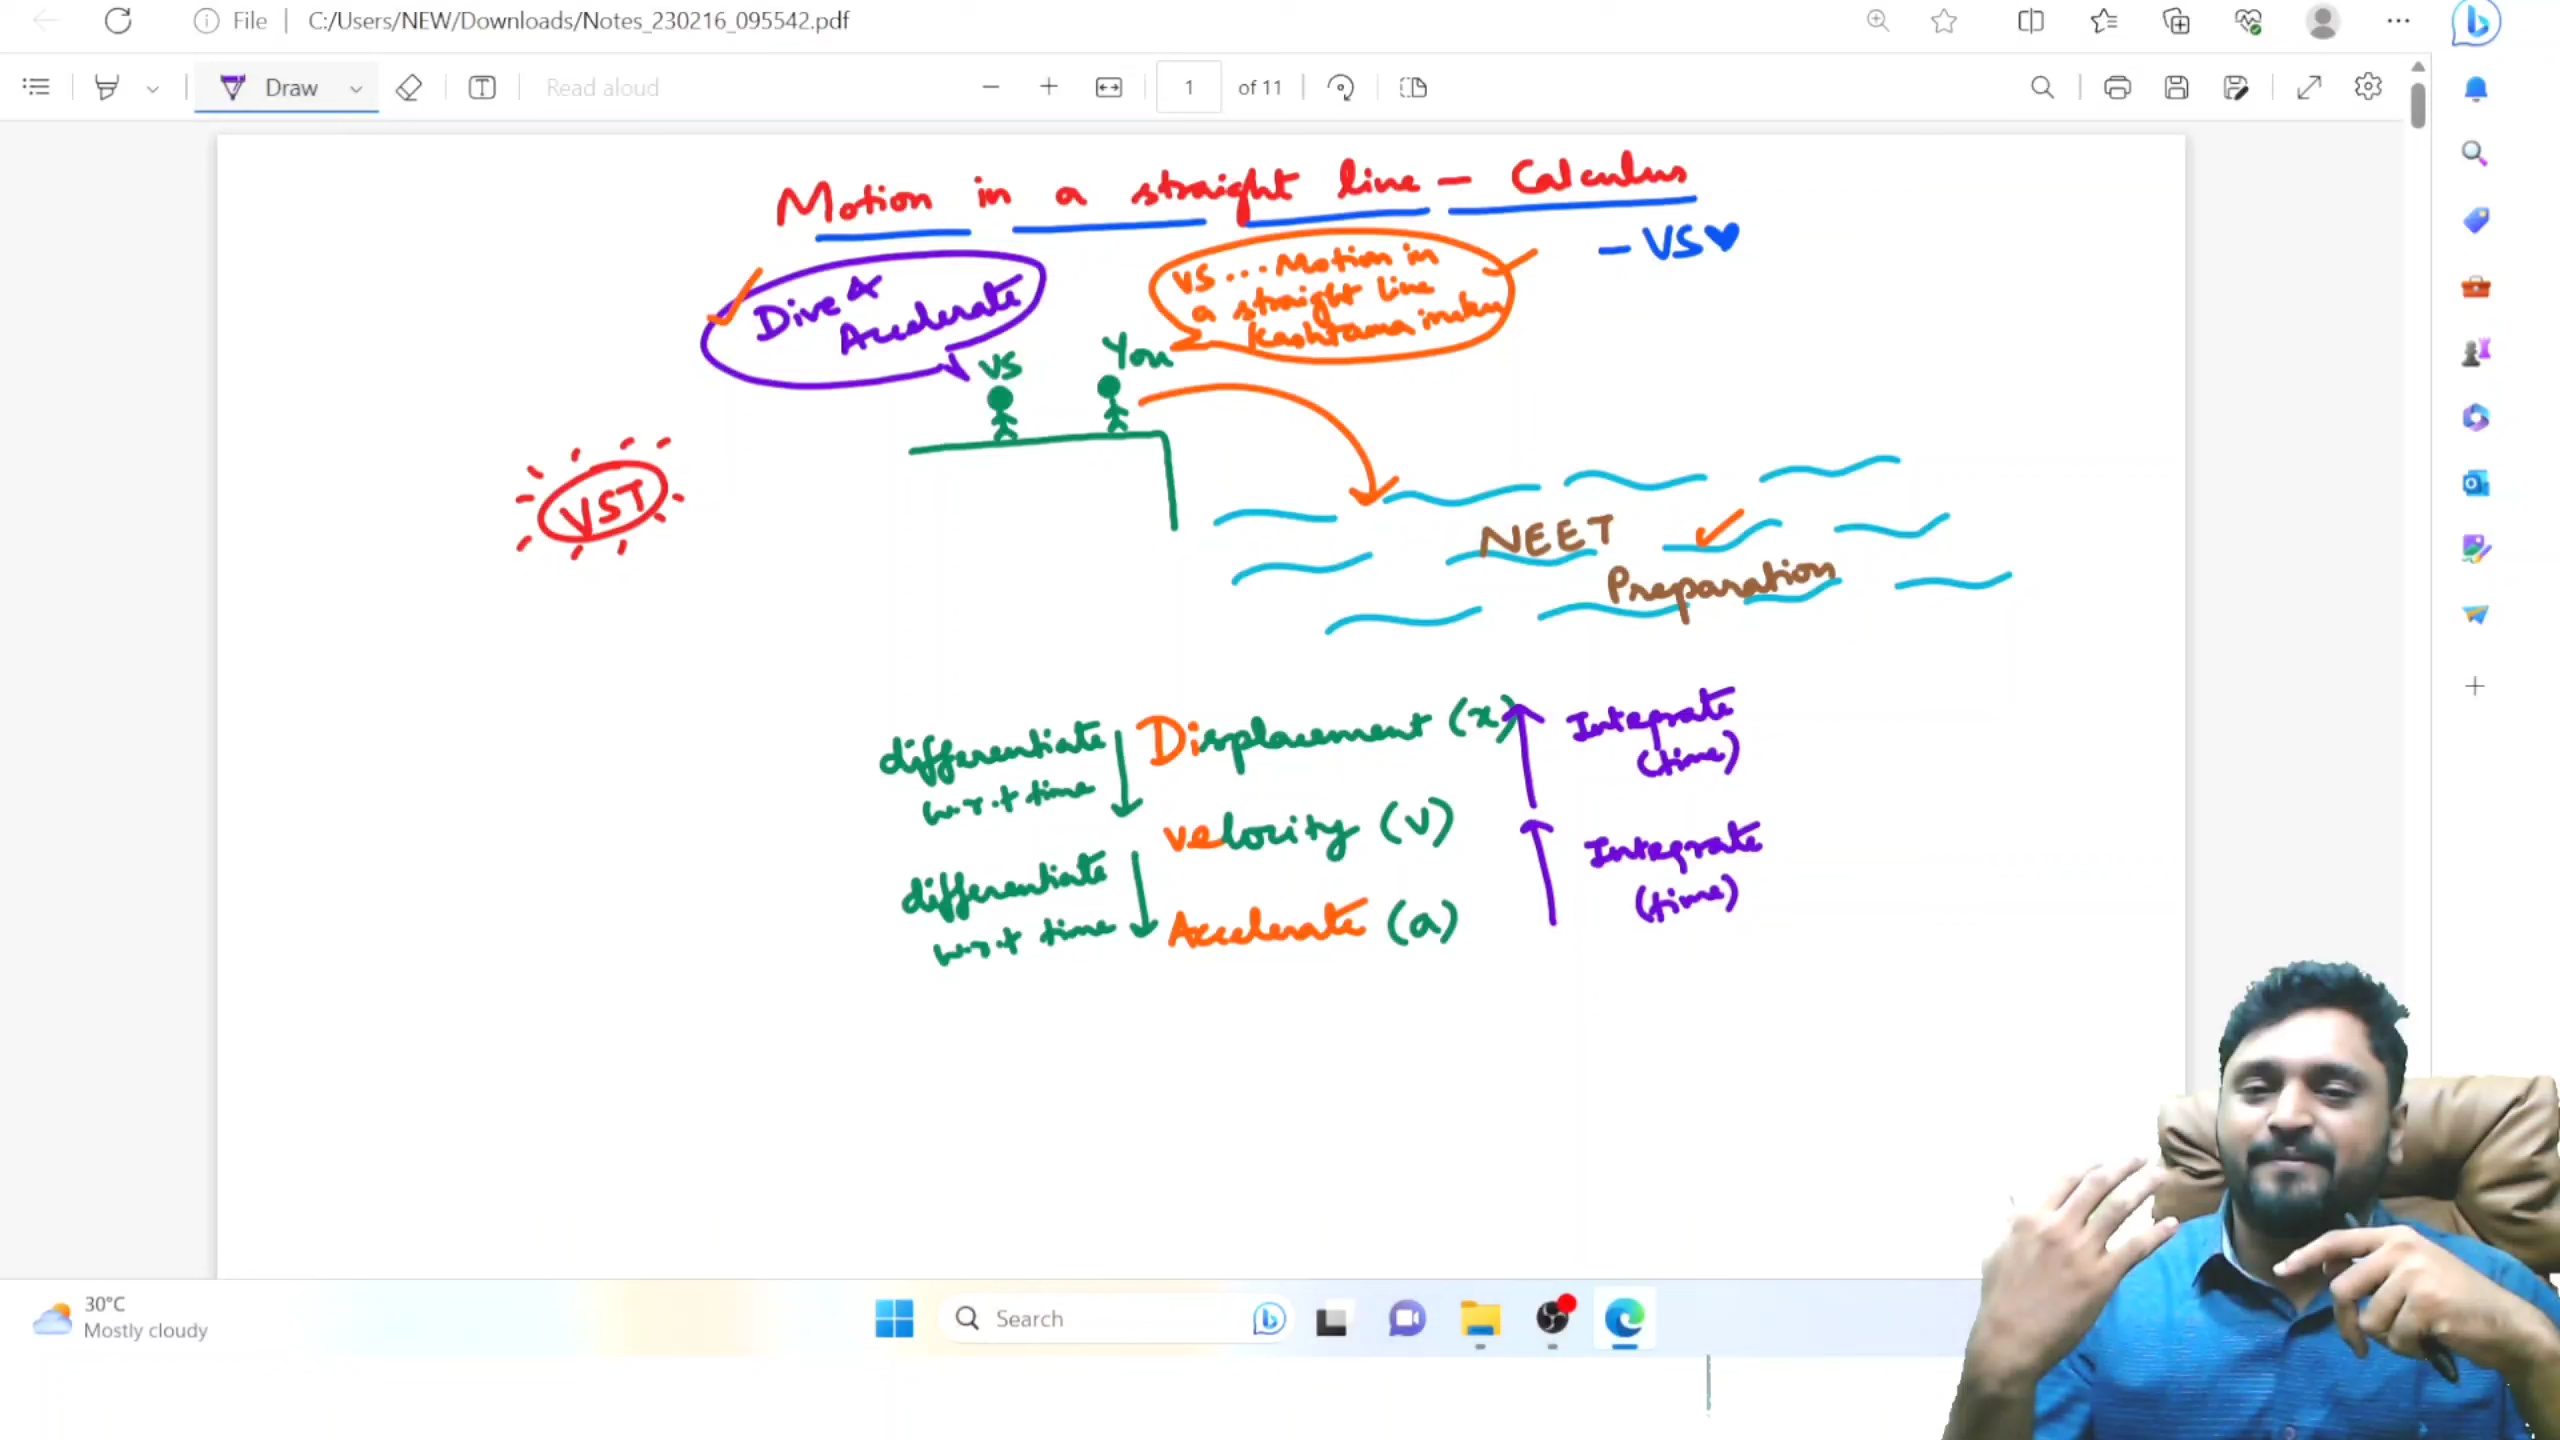 File | C:/Users/NEW/Downloads/Notes_230216_095542.pdf
Draw
Read aloud
1 of 11
Motion in a straight line - Calculus
- VS
Dive &
Accelerate
VS ... Motion in
a straight line
Kashtama
VS
You
VST
NEET
Preparation
differentiate
w.r.t time
Displacement (x)
Integrate
(time)
Velocity (v)
differentiate
w.r.t time
Accelerate (a)
Integrate
(time)
30°C
Mostly cloudy
Search